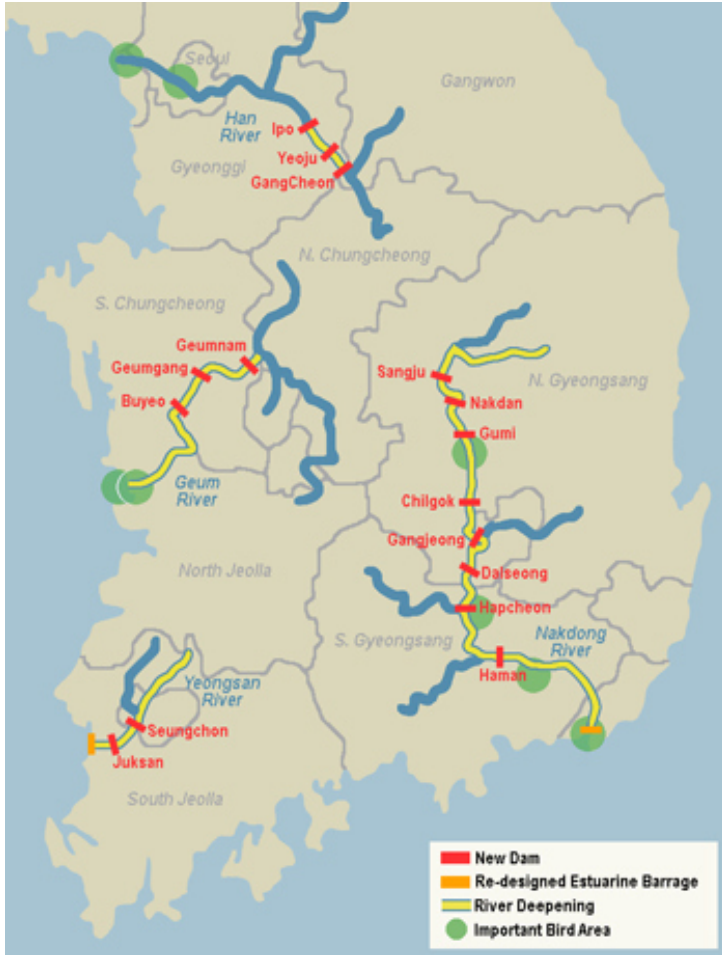 Seoul
Gangwon
Han
River
Ipo
Yeoju
Gyeonggi
GangCheon
N. Chungcheong
S. Chungcheong
Geumnam
Geumgang
Buyeo
Sangju
N. Gyeongsang
Nakdan
Gumi
Geum
River
Chilgok
Gangjeong
North Jeolla
Dalseong
Hapcheon
S. Gyeongsang
Nakdong
River
Haman
Yeongsan
River
Seungchon
Juksan
South Jeolla
New Dam
Re-designed Estuarine Barrage
River Deepening
Important Bird Area